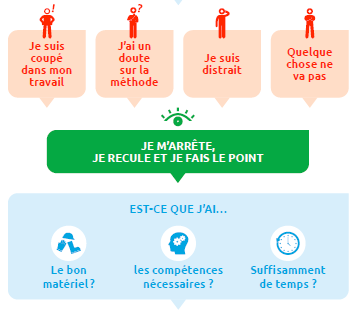 !
?
Je suis
coupé
dans mon
travail
J'ai un
doute
sur la
méthode
Je suis
distrait
Quelque
chose ne
va pas
JE M'ARRÊTE,
JE RECULE ET JE FAIS LE POINT
EST-CE QUE J'AI...
Le bon
matériel ?
les compétences
nécessaires ?
Suffisamment
de temps ?